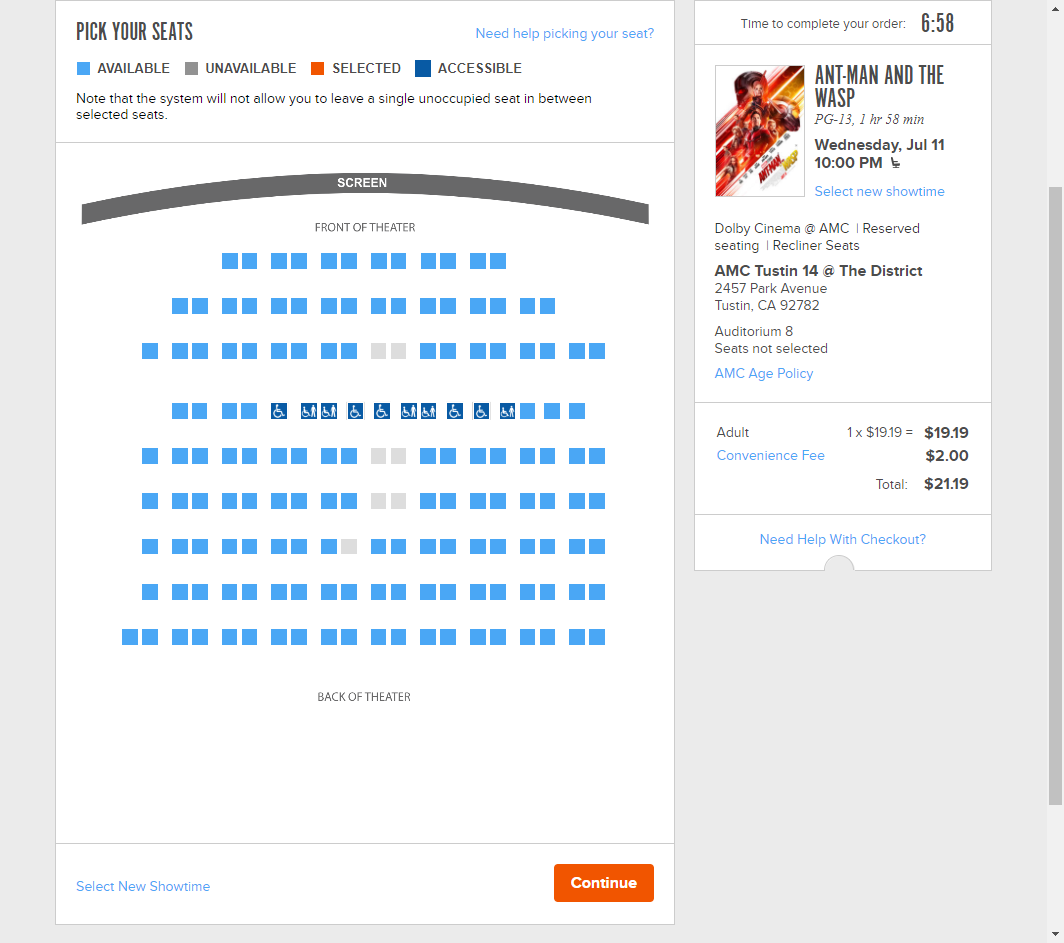 PICK YOUR SEATS
Need help picking your seat?
AVAILABLE UNAVAILABLE SELECTED ACCESSIBLE
Note that the system will not allow you to leave a single unoccupied seat in between
selected seats.
SCREEN
FRONT OF THEATER
BACK OF THEATER
Select New Showtime
Continue
Time to complete your order: 6:58
ANT-MAN AND THE
WASP
PG-13, 1 hr 58 min
Wednesday, Jul 11
10:00 PM
Select new showtime
ANT-MAN
Dolby Cinema @ AMC | Reserved
seating | Recliner Seats
AMC Tustin 14 @ The District
2457 Park Avenue
Tustin, CA 92782
Auditorium 8
Seats not selected
AMC Age Policy
Adult 1 x $19.19 = $19.19
Convenience Fee $2.00
Total: $21.19
Need Help With Checkout?